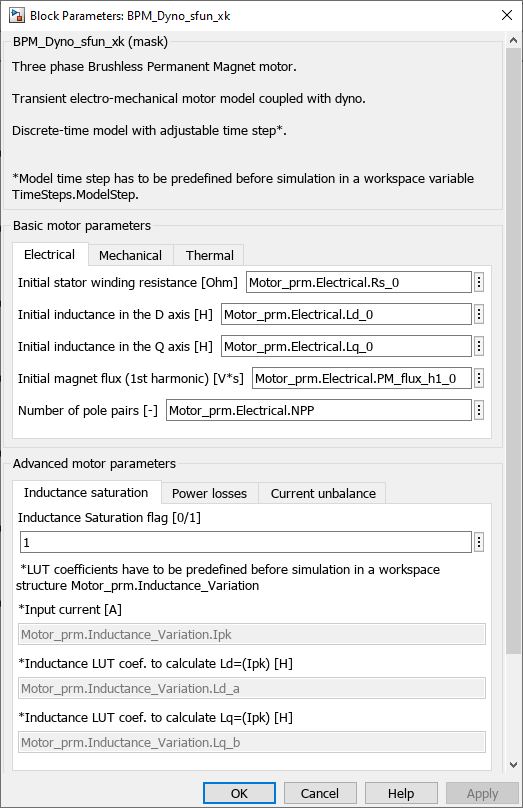 Block Parameters: BPM_Dyno_sfun_xk
BPM_Dyno_sfun_xk (mask)
Three phase Brushless Permanent Magnet motor.
Transient electro-mechanical motor model coupled with dyno.
Discrete-time model with adjustable time step*.
*Model time step has to be predefined before simulation in a workspace variable
TimeSteps.ModelStep.
Basic motor parameters
Electrical Mechanical Thermal
Initial stator winding resistance [Ohm] Motor_prm.Electrical.Rs_0
Initial inductance in the D axis [H] Motor_prm.Electrical.Ld_0
Initial inductance in the Q axis [H] Motor_prm.Electrical.Lq_0
Initial magnet flux (1st harmonic) [V*s] Motor_prm.Electrical.PM_flux_h1_0
Number of pole pairs [-] Motor_prm.Electrical.NPP
Advanced motor parameters
Inductance saturation Power losses Current unbalance
Inductance Saturation flag [0/1]
1
*LUT coefficients have to be predefined before simulation in a workspace
structure Motor_prm.Inductance_Variation
*Input current [A]
Motor_prm.Inductance_Variation.Ipk
*Inductance LUT coef. to calculate Ld=(Ipk) [H]
Motor_prm.Inductance_Variation.Ld_a
*Inductance LUT coef. to calculate Lq=(Ipk) [H]
Motor_prm.Inductance_Variation.Lq_b
OK Cancel Help Apply